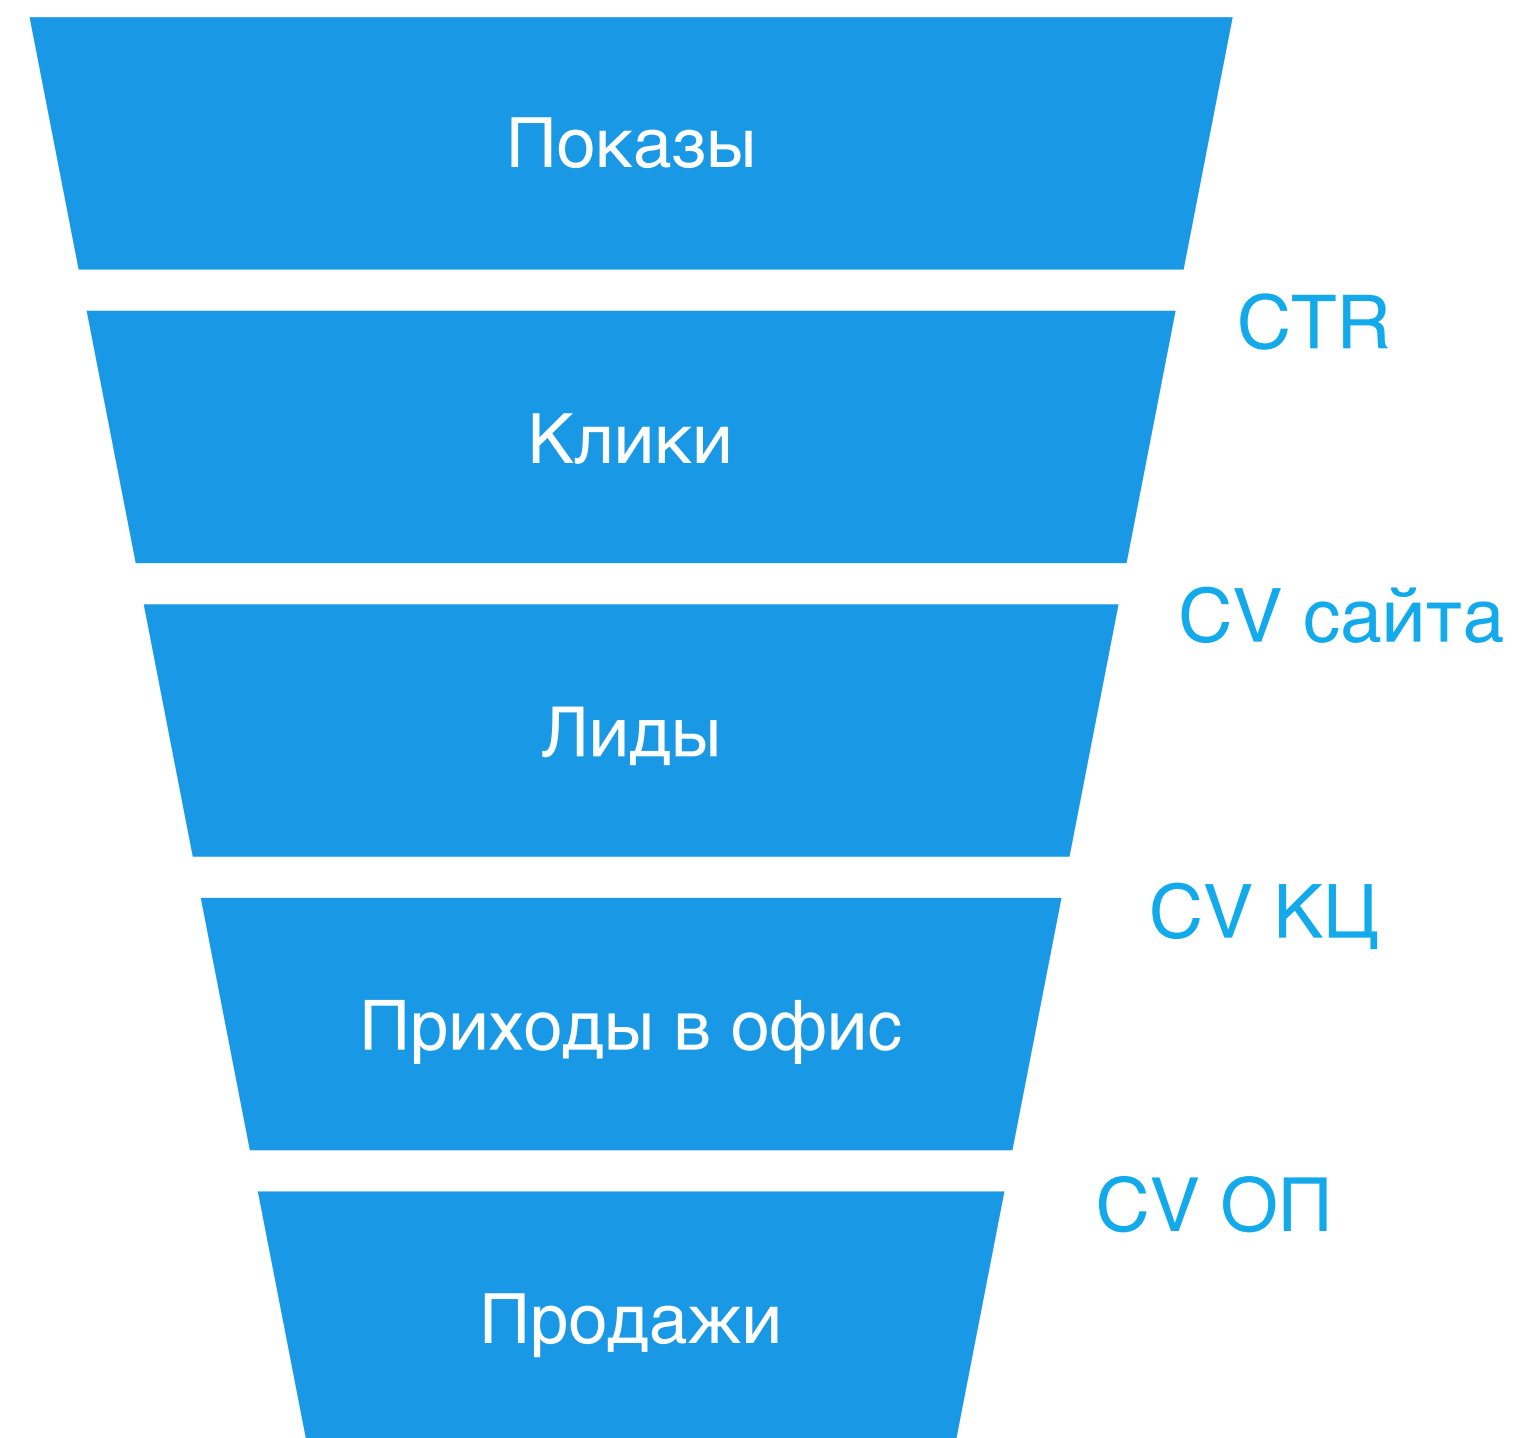 Показы
CTR
Клики
CV сайта
Лиды
CV КЦ
Приходы в офис
CV ОП
Продажи